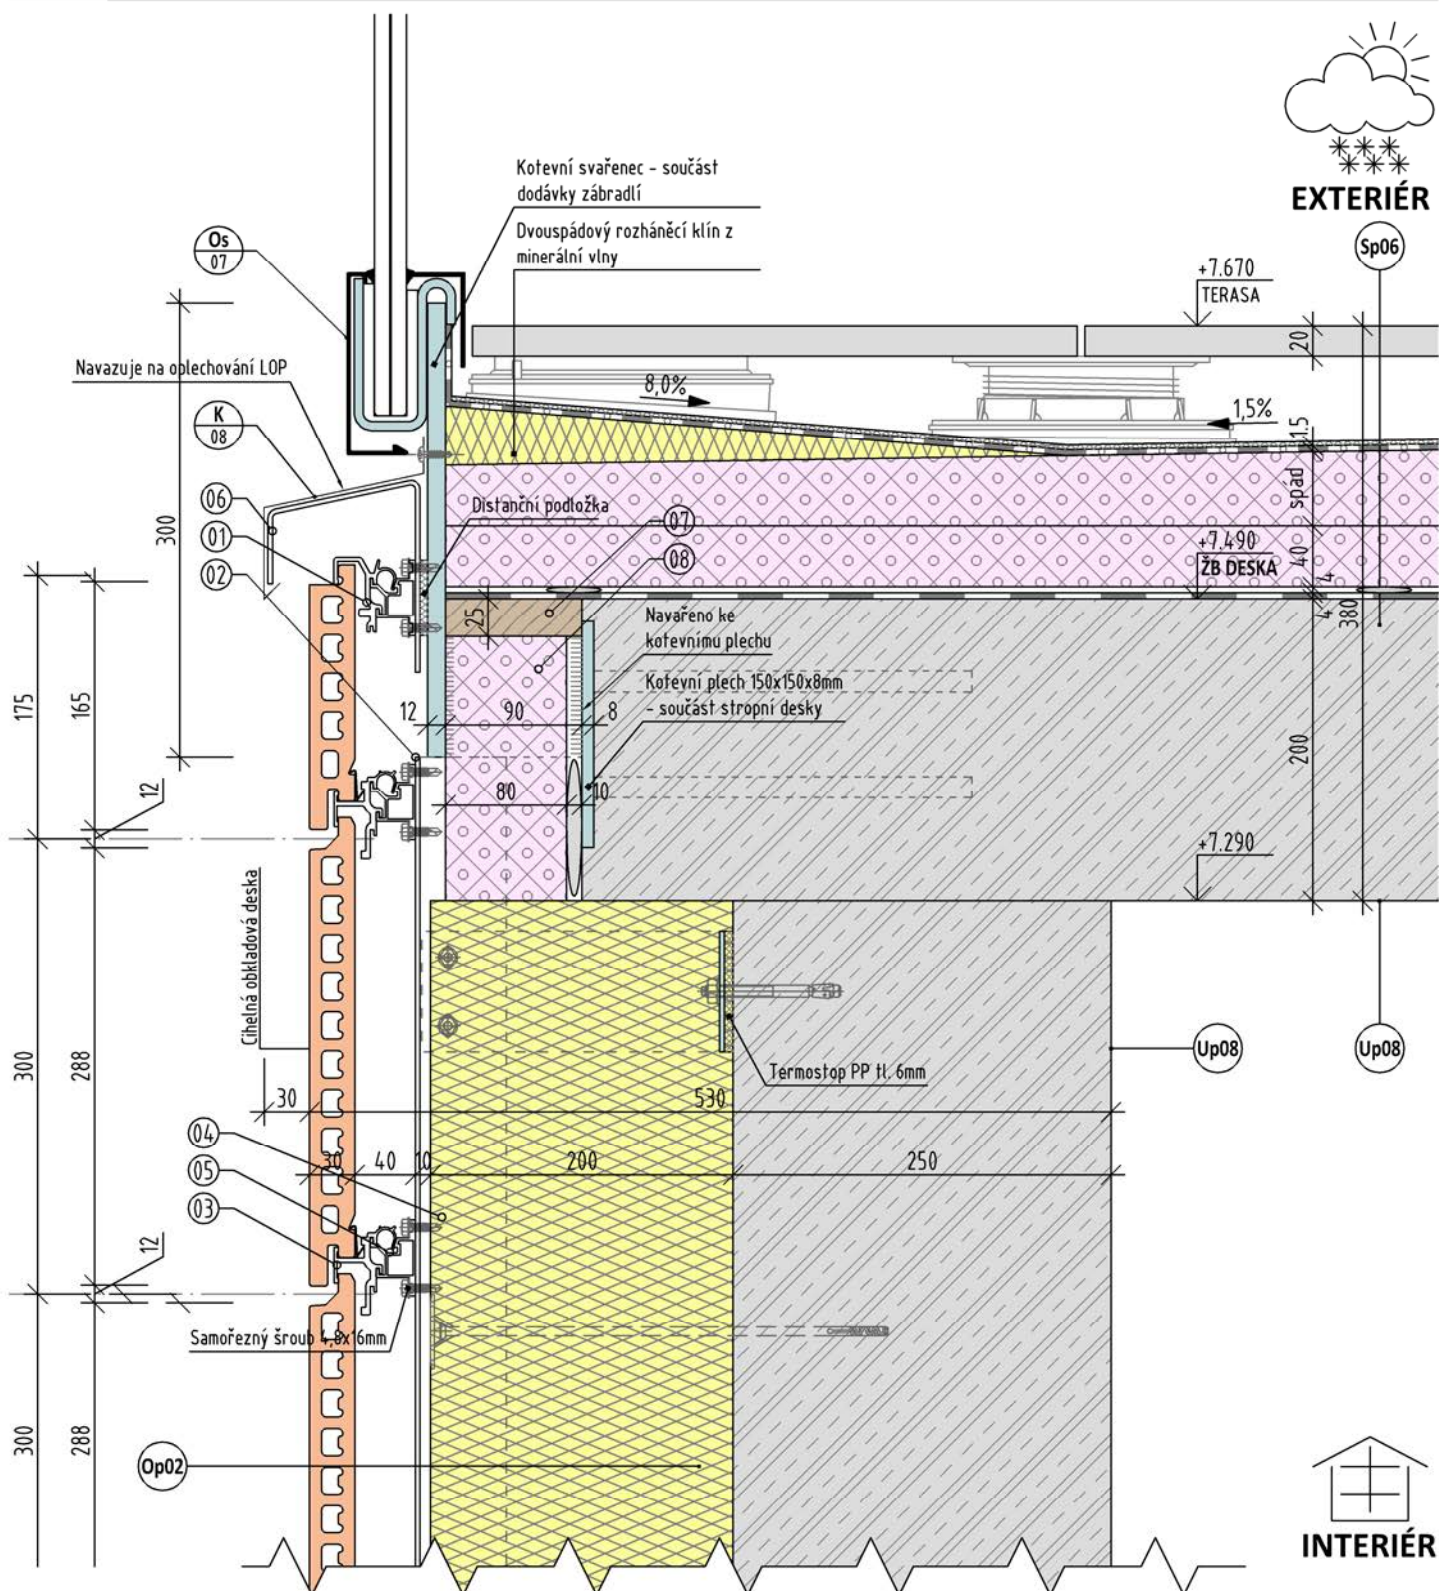 EXTERIÉR
Kotevní svařenec - součást
dodávky zábradlí
Dvouspádový rozháněcí klín z
minerální vlny
Os
07
Sp06
+7.670
TERASA
20
Navazuje na oplechování LOP
8,0%
1,5%
K
08
1.5
06
01
02
300
Distanční podložka
07
08
spád
+7.490
ŽB DESKA
40
4
4
380
25
Navařeno ke
kotevnímu plechu
Kotevní plech 150x150x8mm
- součást stropní desky
175
165
12
90
8
200
12
80
10
+7.290
Cihelná obkladová deska
300
288
Up08
Up08
Termostop PP tl. 6mm
30
530
04
05
03
30
40
10
200
250
12
Samořezný šroub 4,8x16mm
300
288
Op02
INTERIÉR